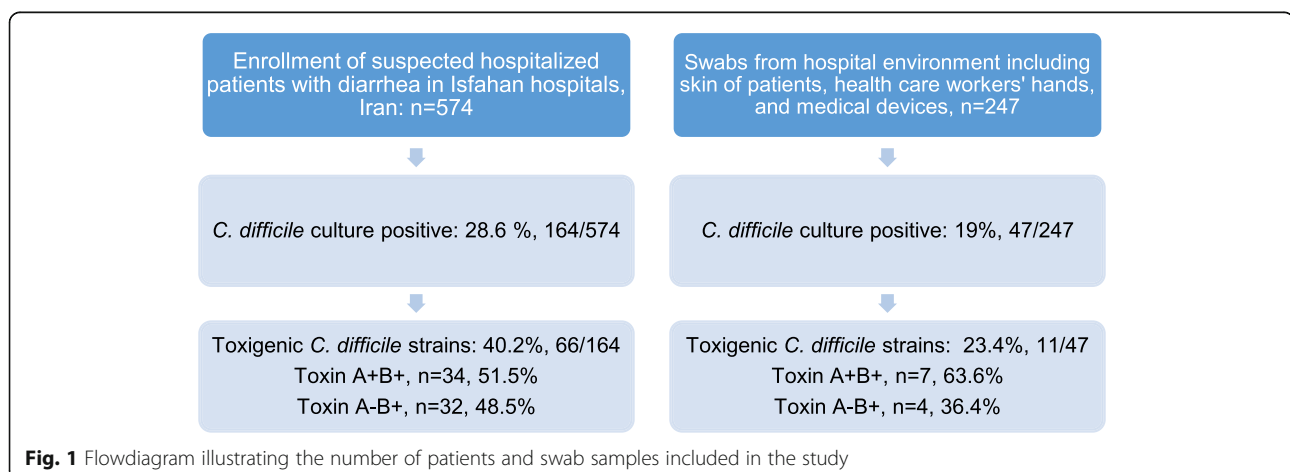 Enrollment of suspected hospitalized
patients with diarrhea in Isfahan hospitals,
Iran: n=574
C. difficile culture positive: 28.6 %, 164/574
Toxigenic C. difficile strains: 40.2%, 66/164
Toxin A+B+, n=34, 51.5%
Toxin A-B+, n=32, 48.5%
Swabs from hospital environment including
skin of patients, health care workers' hands,
and medical devices, n=247
C. difficile culture positive: 19%, 47/247
Toxigenic C. difficile strains: 23.4%, 11/47
Toxin A+B+, n=7, 63.6%
Toxin A-B+, n=4, 36.4%
Fig. 1 Flowdiagram illustrating the number of patients and swab samples included in the study